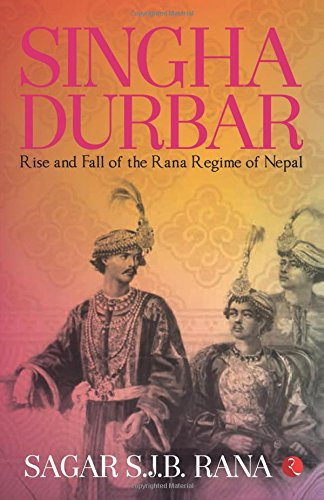 SINGHA
DURBAR
Rise and Fall of the Rana Regime of Nepal
SAGAR S.J.B. RANA